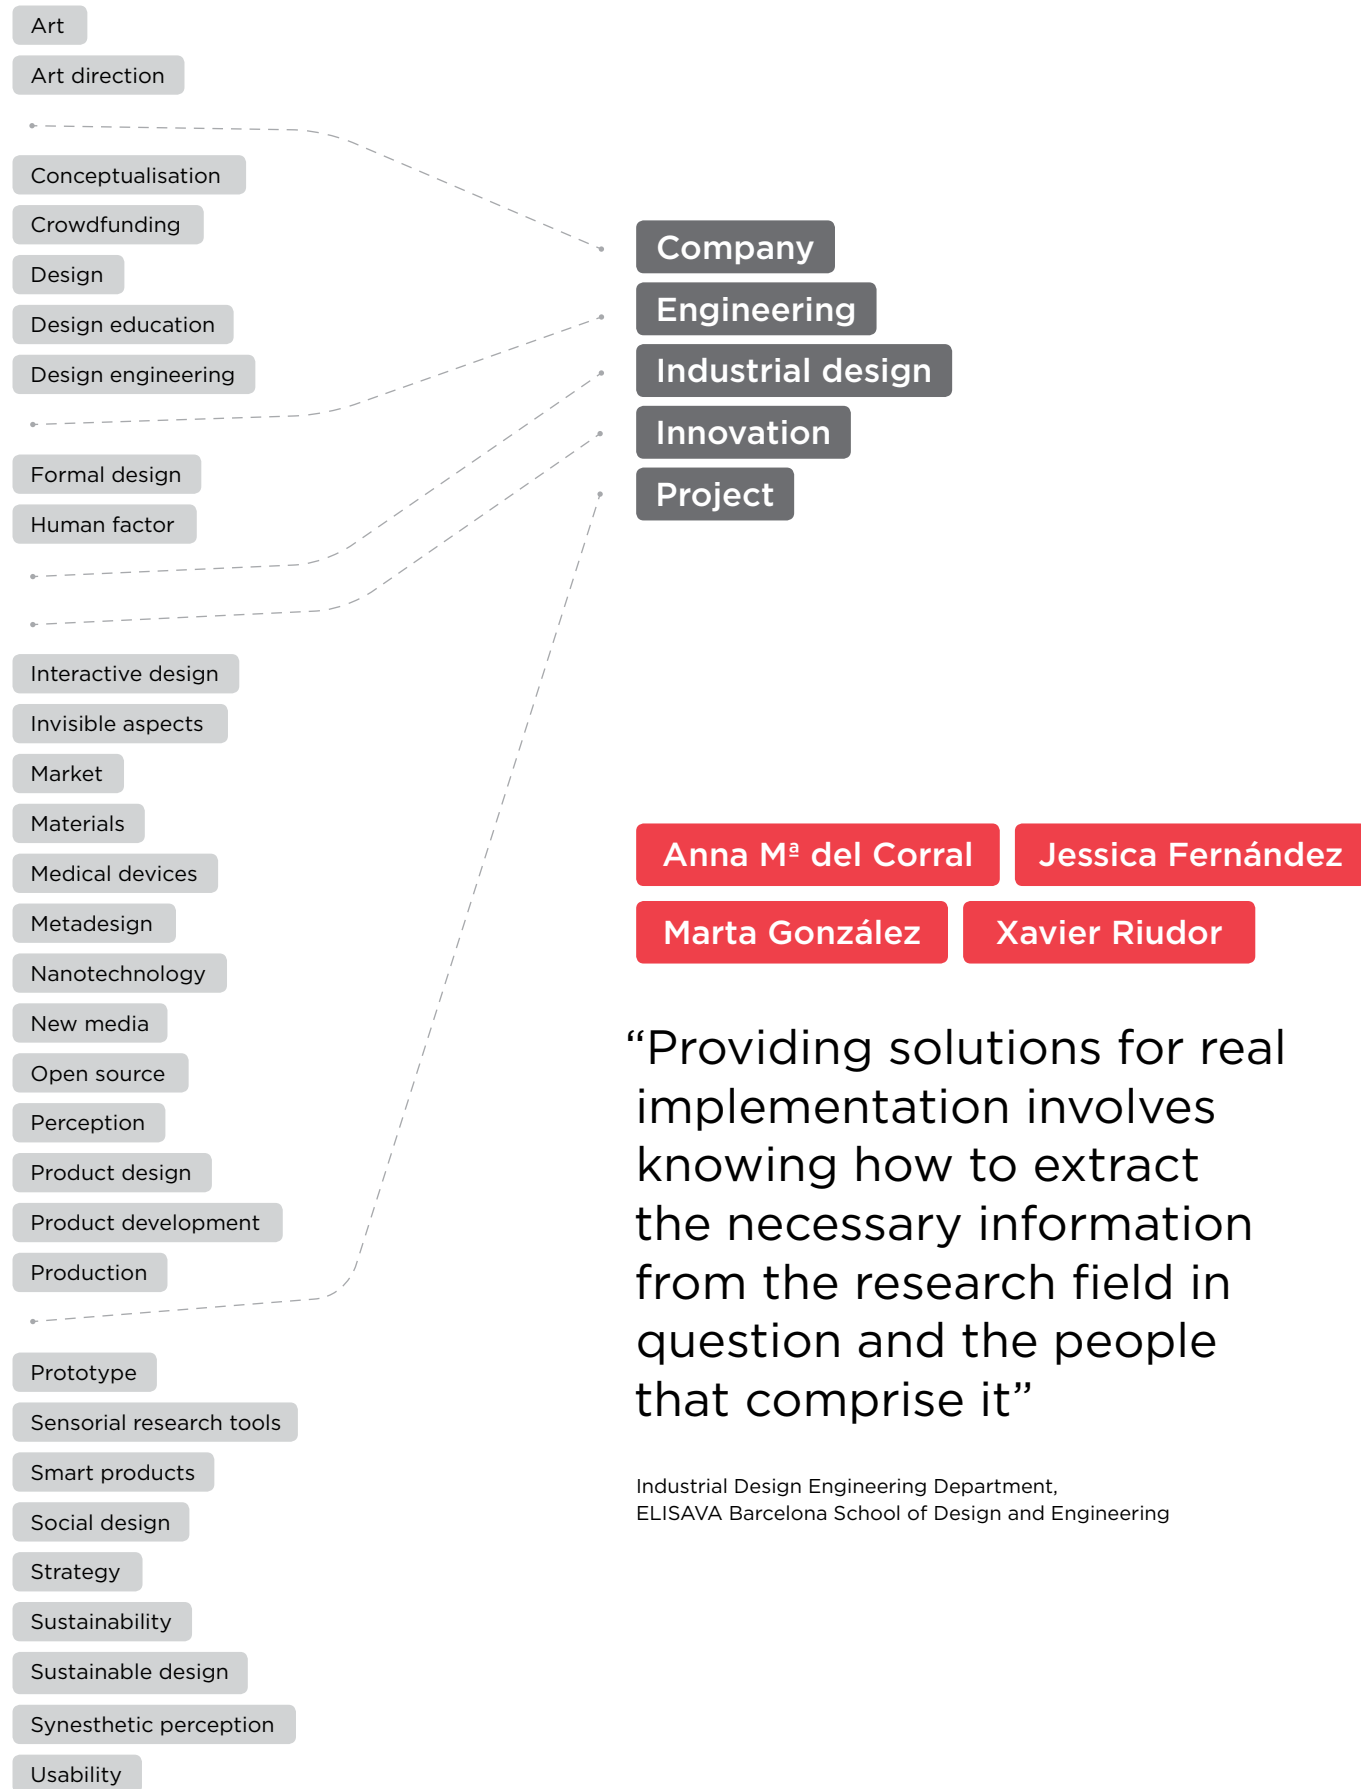 Art
Art direction
Conceptualisation
Crowdfunding
Design
Design education
Design engineering
Formal design
Human factor
Interactive design
Invisible aspects
Market
Materials
Medical devices
Metadesign
Nanotechnology
New media
Open source
Perception
Product design
Product development
Production
Prototype
Sensorial research tools
Smart products
Social design
Strategy
Sustainability
Sustainable design
Synesthetic perception
Usability
Company
Engineering
Industrial design
Innovation
Project
Anna Mª del Corral Jessica Fernández
Marta González Xavier Riudor
“Providing solutions for real
implementation involves
knowing how to extract
the necessary information
from the research field in
question and the people
that comprise it”
Industrial Design Engineering Department,
ELISAVA Barcelona School of Design and Engineering